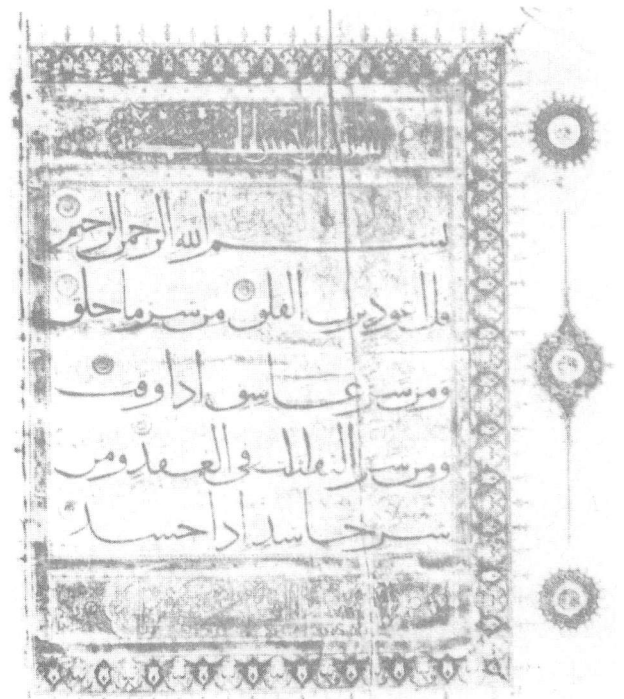 بسم الله الرحمن الرحيم
قل اعوذ برب الفلق من شر ما خلق
ومن شر غاسق اذا وقب
ومن شر النفثت في العقد ومن
شر حاسد اذا حسد